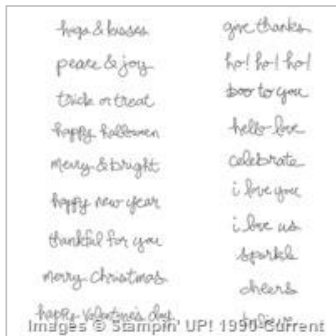 hugs & kisses
peace & joy
trick or treat
happy halloween
merry & bright
happy new year
thankful for you
merry christmas
happy valentine's day
give thanks
ho! ho! ho!
boo to you
hello love
celebrate
i love you
i love us
sparkle
cheers
believe
Images © Stampin' UP! 1990-Current